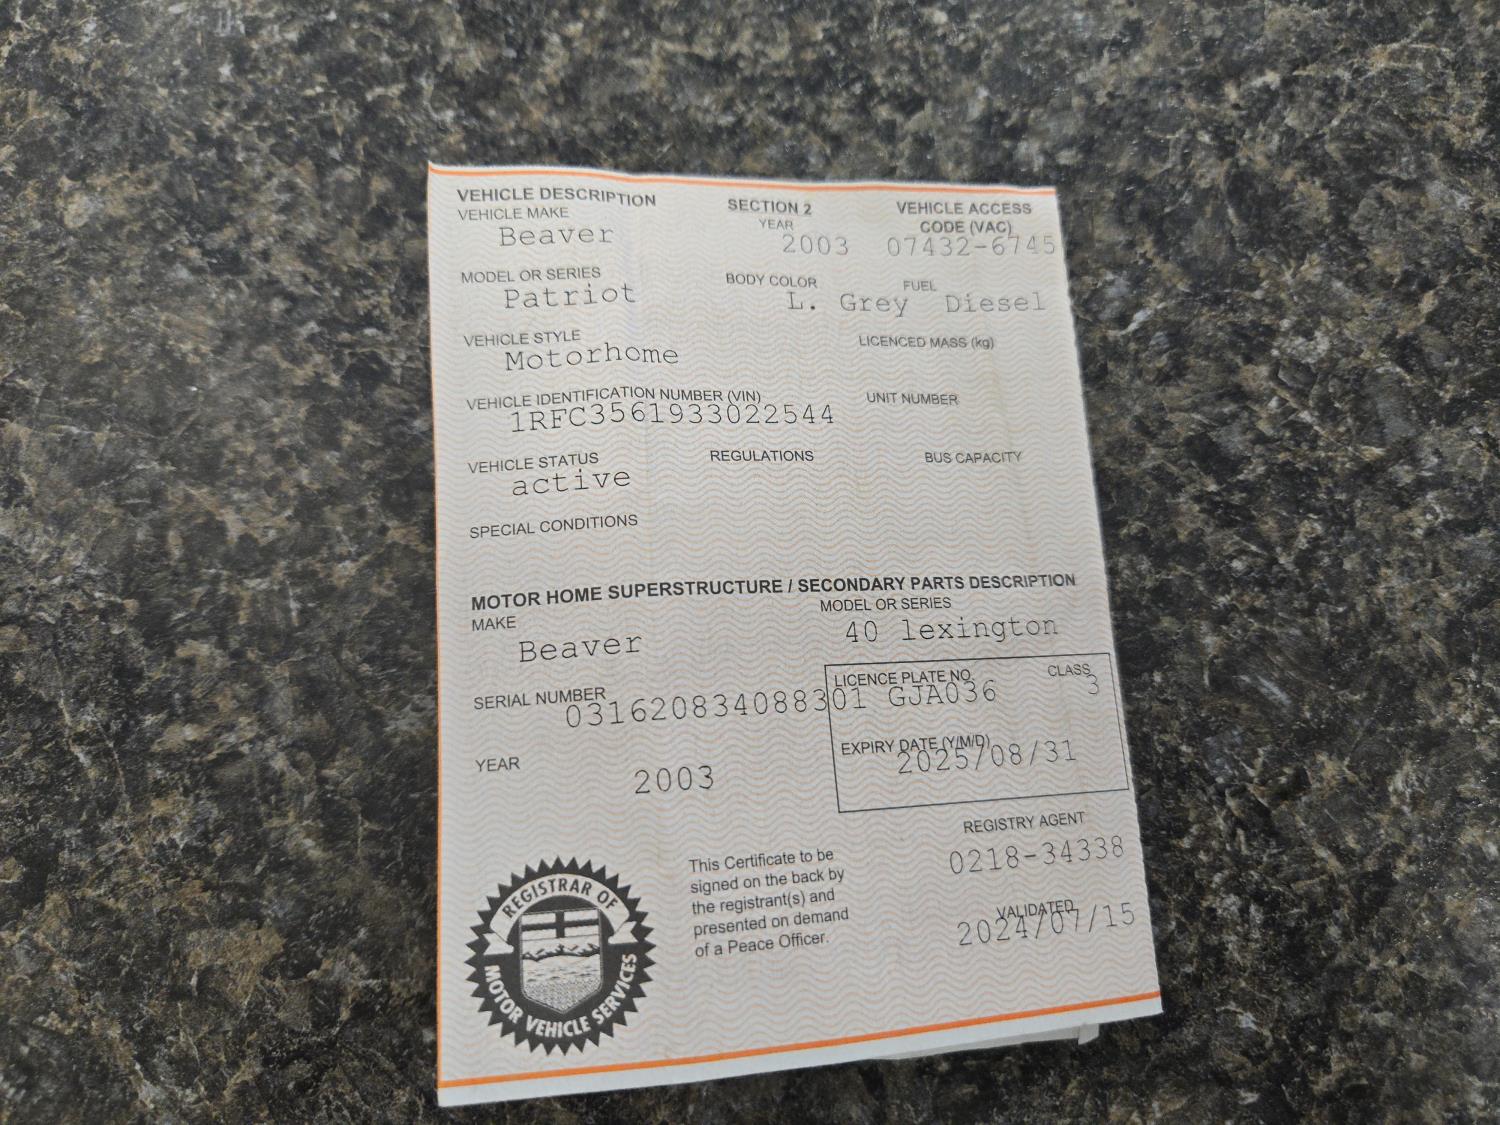 VEHICLE DESCRIPTION SECTION 2 VEHICLE ACCESS
VEHICLE MAKE YEAR CODE (VAC)
Beaver 2003 07432-6745
MODEL OR SERIES BODY COLOR FUEL
Patriot L. Grey Diesel
VEHICLE STYLE LICENCED MASS (kg)
Motorhome
VEHICLE IDENTIFICATION NUMBER (VIN) UNIT NUMBER
1RFC3561933022544
VEHICLE STATUS REGULATIONS BUS CAPACITY
active
SPECIAL CONDITIONS
MOTOR HOME SUPERSTRUCTURE / SECONDARY PARTS DESCRIPTION
MAKE MODEL OR SERIES
Beaver 40 lexington
SERIAL NUMBER LICENCE PLATE NO. CLASS
031620834088301 GJA036 3
YEAR EXPIRY DATE (Y/M/D)
2003 2025/08/31
REGISTRY AGENT
0218-34338
VALIDATED
2024/07/15
This Certificate to be
signed on the back by
the registrant(s) and
presented on demand
of a Peace Officer.
REGISTRAR OF
MOTOR VEHICLE SERVICES